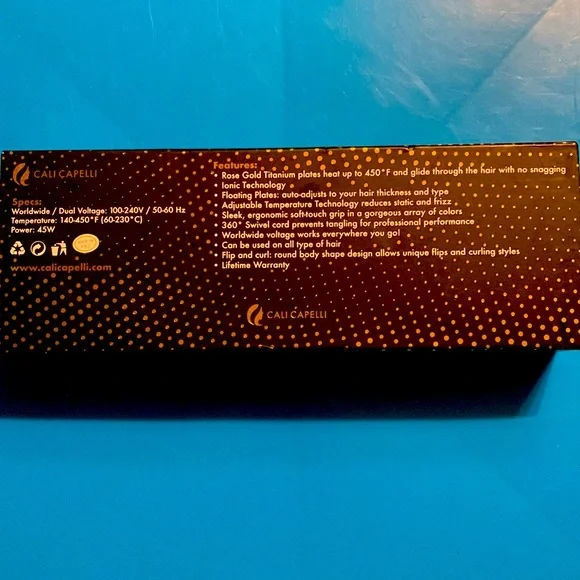 CALI CAPELLI
Specs:
Worldwide / Dual Voltage: 100-240V / 50-60 Hz
Temperature: 140-450°F (60-230°C)
Power: 45W
www.calicapelli.com
Features:
• Rose Gold Titanium plates heat up to 450°F and glide through the hair with no snagging
• Ionic Technology
• Floating Plates: auto-adjusts to your hair thickness and type
• Adjustable Temperature Technology reduces static and frizz
• Sleek, ergonomic soft-touch grip in a gorgeous array of colors
• 360° Swivel cord prevents tangling for professional performance
• Worldwide voltage works everywhere you go!
• Can be used on all type of hair
• Flip and curl: round body shape design allows unique flips and curling styles
• Lifetime Warranty
CALI CAPELLI